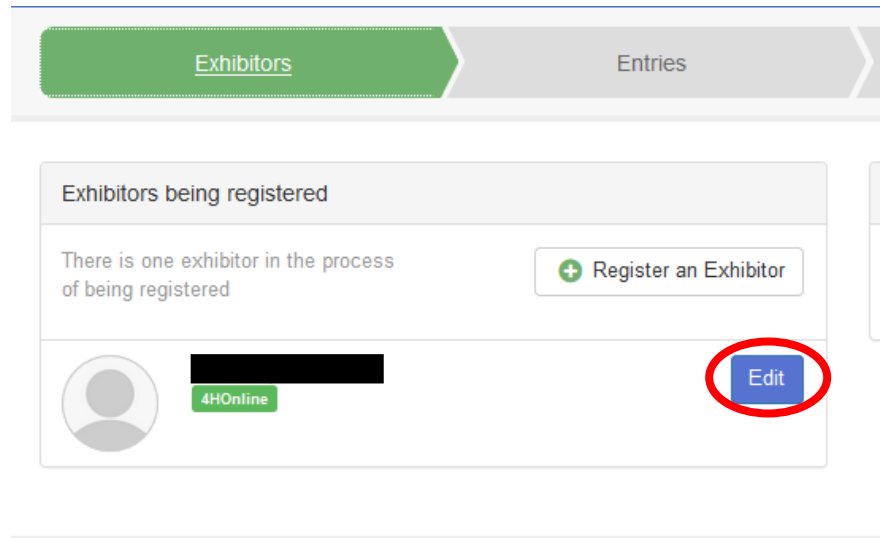 Exhibitors
Entries
Exhibitors being registered
There is one exhibitor in the process
of being registered
Register an Exhibitor
4HOnline
Edit